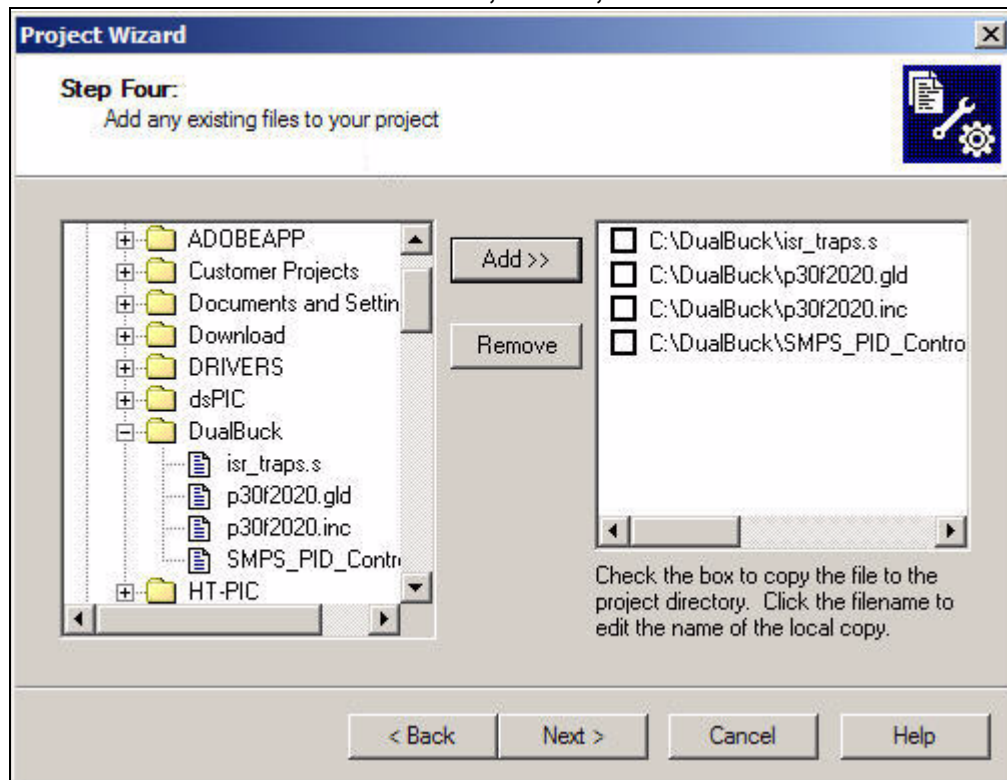 Project Wizard
Step Four:
Add any existing files to your project
ADOBEAPP
Customer Projects
Documents and Settin
Download
DRIVERS
dsPIC
DualBuck
isr_traps.s
p30f2020.gld
p30f2020.inc
SMPS_PID_Contr
HT-PIC
Add >>
Remove
C:\DualBuck\isr_traps.s
C:\DualBuck\p30f2020.gld
C:\DualBuck\p30f2020.inc
C:\DualBuck\SMPS_PID_Contro
Check the box to copy the file to the
project directory. Click the filename to
edit the name of the local copy.
< Back
Next >
Cancel
Help